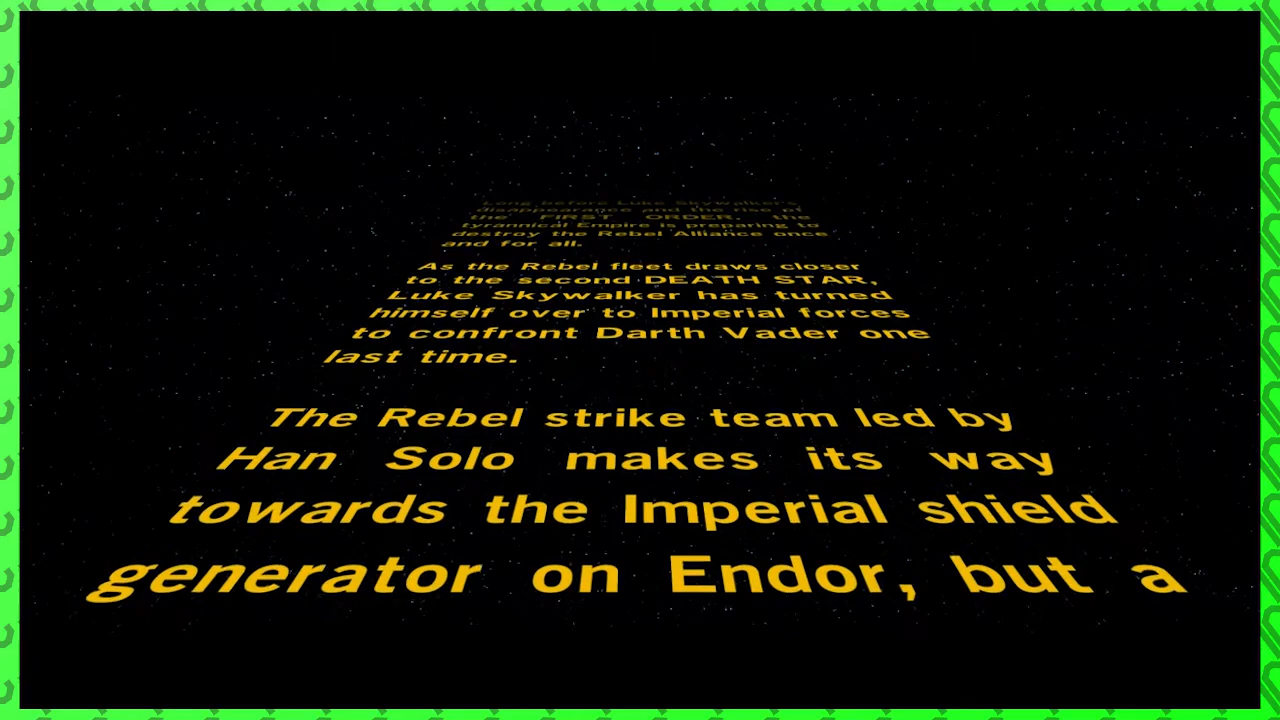 Long before Luke Skywalker's
disappearance and the rise of
the FIRST ORDER, the
tyrannical Empire is preparing to
destroy the Rebel Alliance once
and for all.
As the Rebel fleet draws closer
to the second DEATH STAR,
Luke Skywalker has turned
himself over to Imperial forces
to confront Darth Vader one
last time.
The Rebel strike team led by
Han Solo makes its way
towards the Imperial shield
generator on Endor, but a